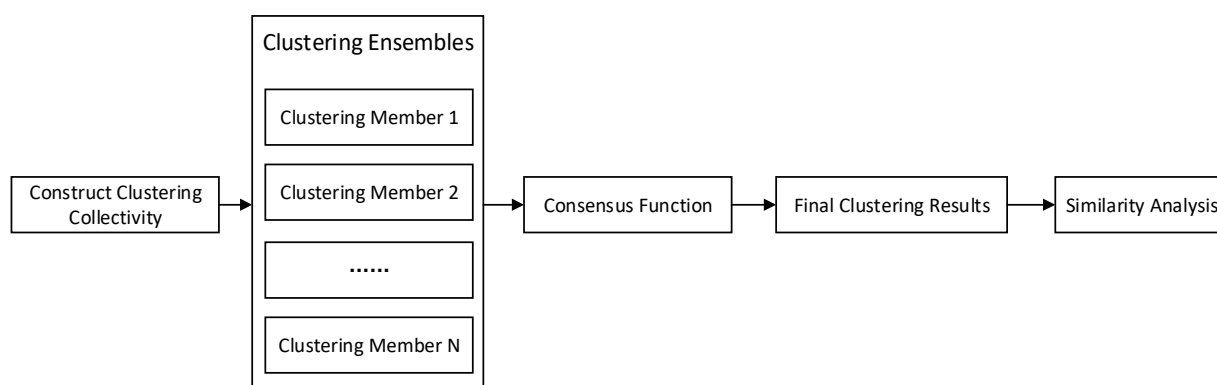 Construct Clustering
Collectivity
Clustering Ensembles
Clustering Member 1
Clustering Member 2
......
Clustering Member N
Consensus Function
Final Clustering Results
Similarity Analysis